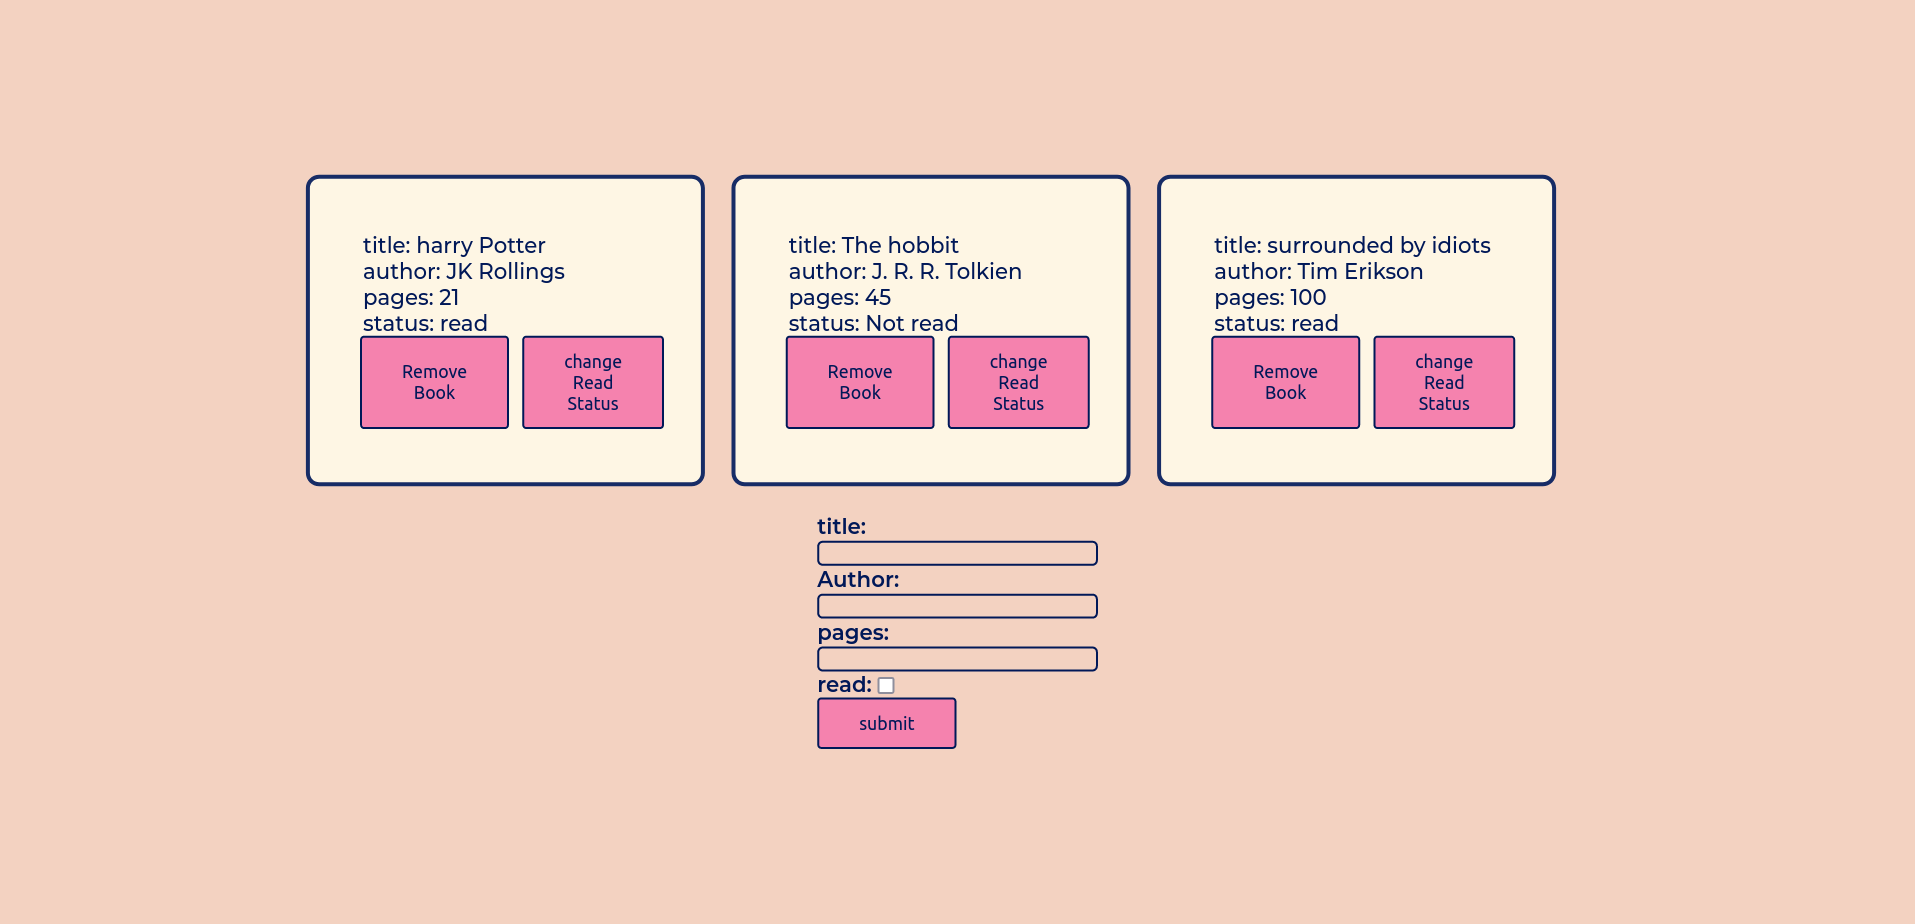 title: harry Potter
author: JK Rollings
pages: 21
status: read
Remove
Book
change
Read
Status
title: The hobbit
author: J. R. R. Tolkien
pages: 45
status: Not read
Remove
Book
change
Read
Status
title: surrounded by idiots
author: Tim Erikson
pages: 100
status: read
Remove
Book
change
Read
Status
title:
Author:
pages:
read:
submit